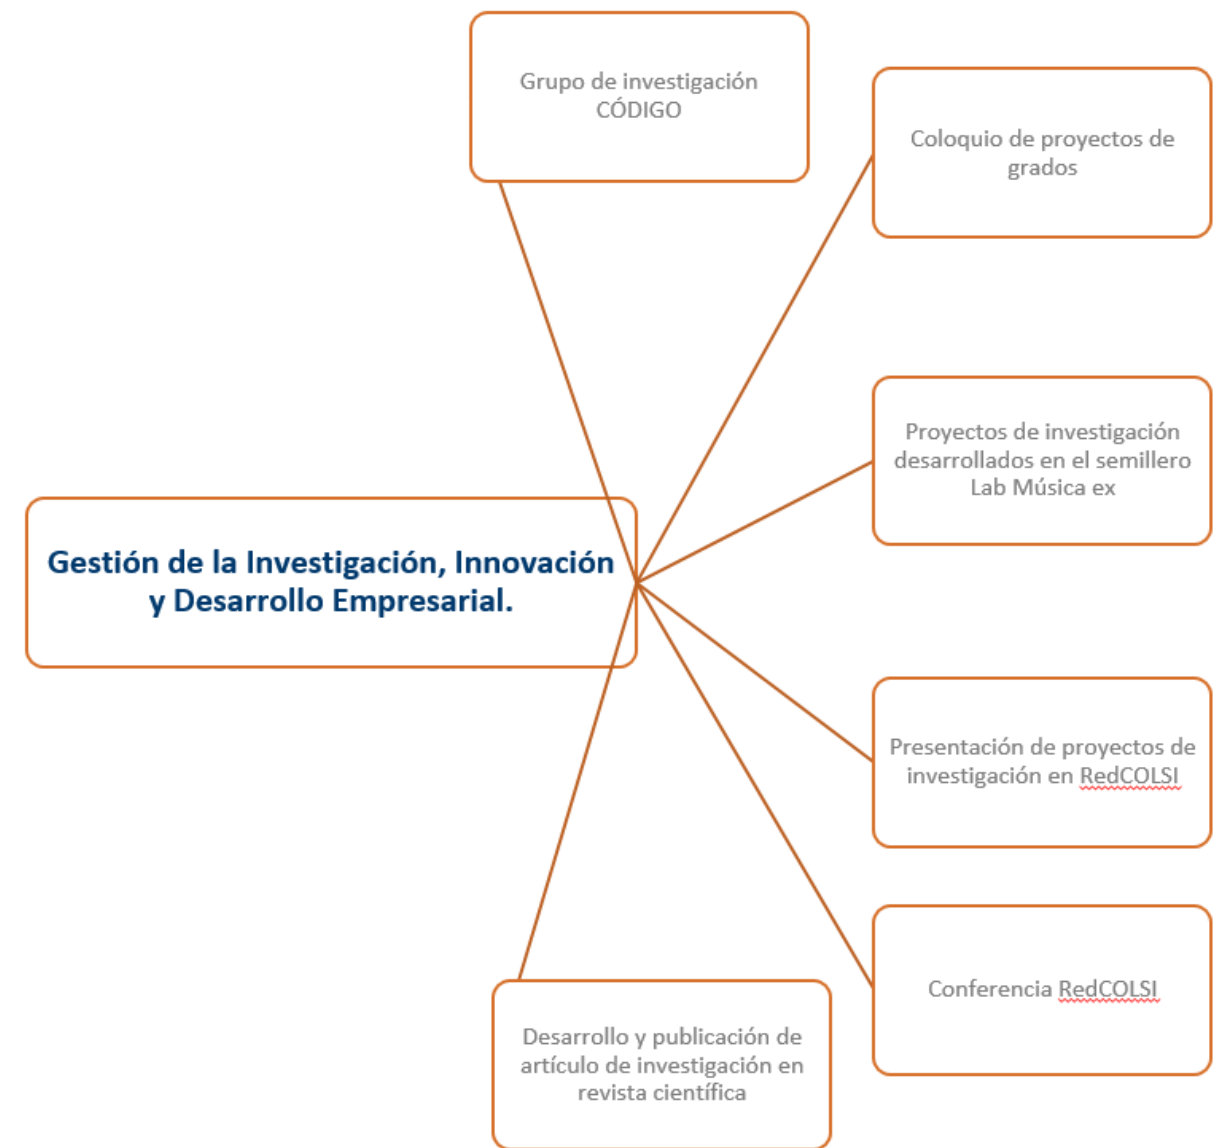 Grupo de investigación
CÓDIGO
Coloquio de proyectos de
grados
Proyectos de investigación
desarrollados en el semillero
Lab Música ex
Gestión de la Investigación, Innovación
y Desarrollo Empresarial.
Presentación de proyectos de
investigación en RedCOLSI
Conferencia RedCOLSI
Desarrollo y publicación de
artículo de investigación en
revista científica